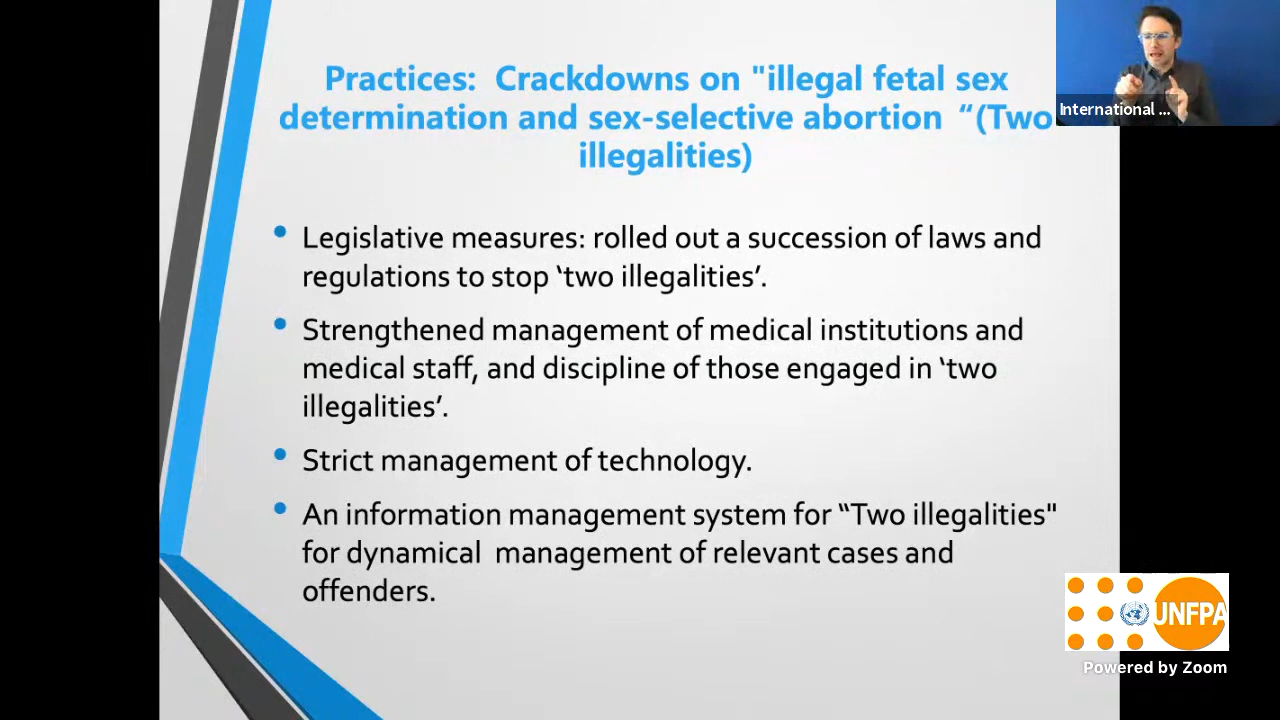 Practices:  Crackdowns on "illegal fetal sex
determination and sex-selective abortion “(Two
illegalities)
International ...
• Legislative measures: rolled out a succession of laws and
regulations to stop ‘two illegalities’.
• Strengthened management of medical institutions and
medical staff, and discipline of those engaged in ‘two
illegalities’.
• Strict management of technology.
• An information management system for “Two illegalities"
for dynamical  management of relevant cases and
offenders.
UNFPA
Powered by Zoom